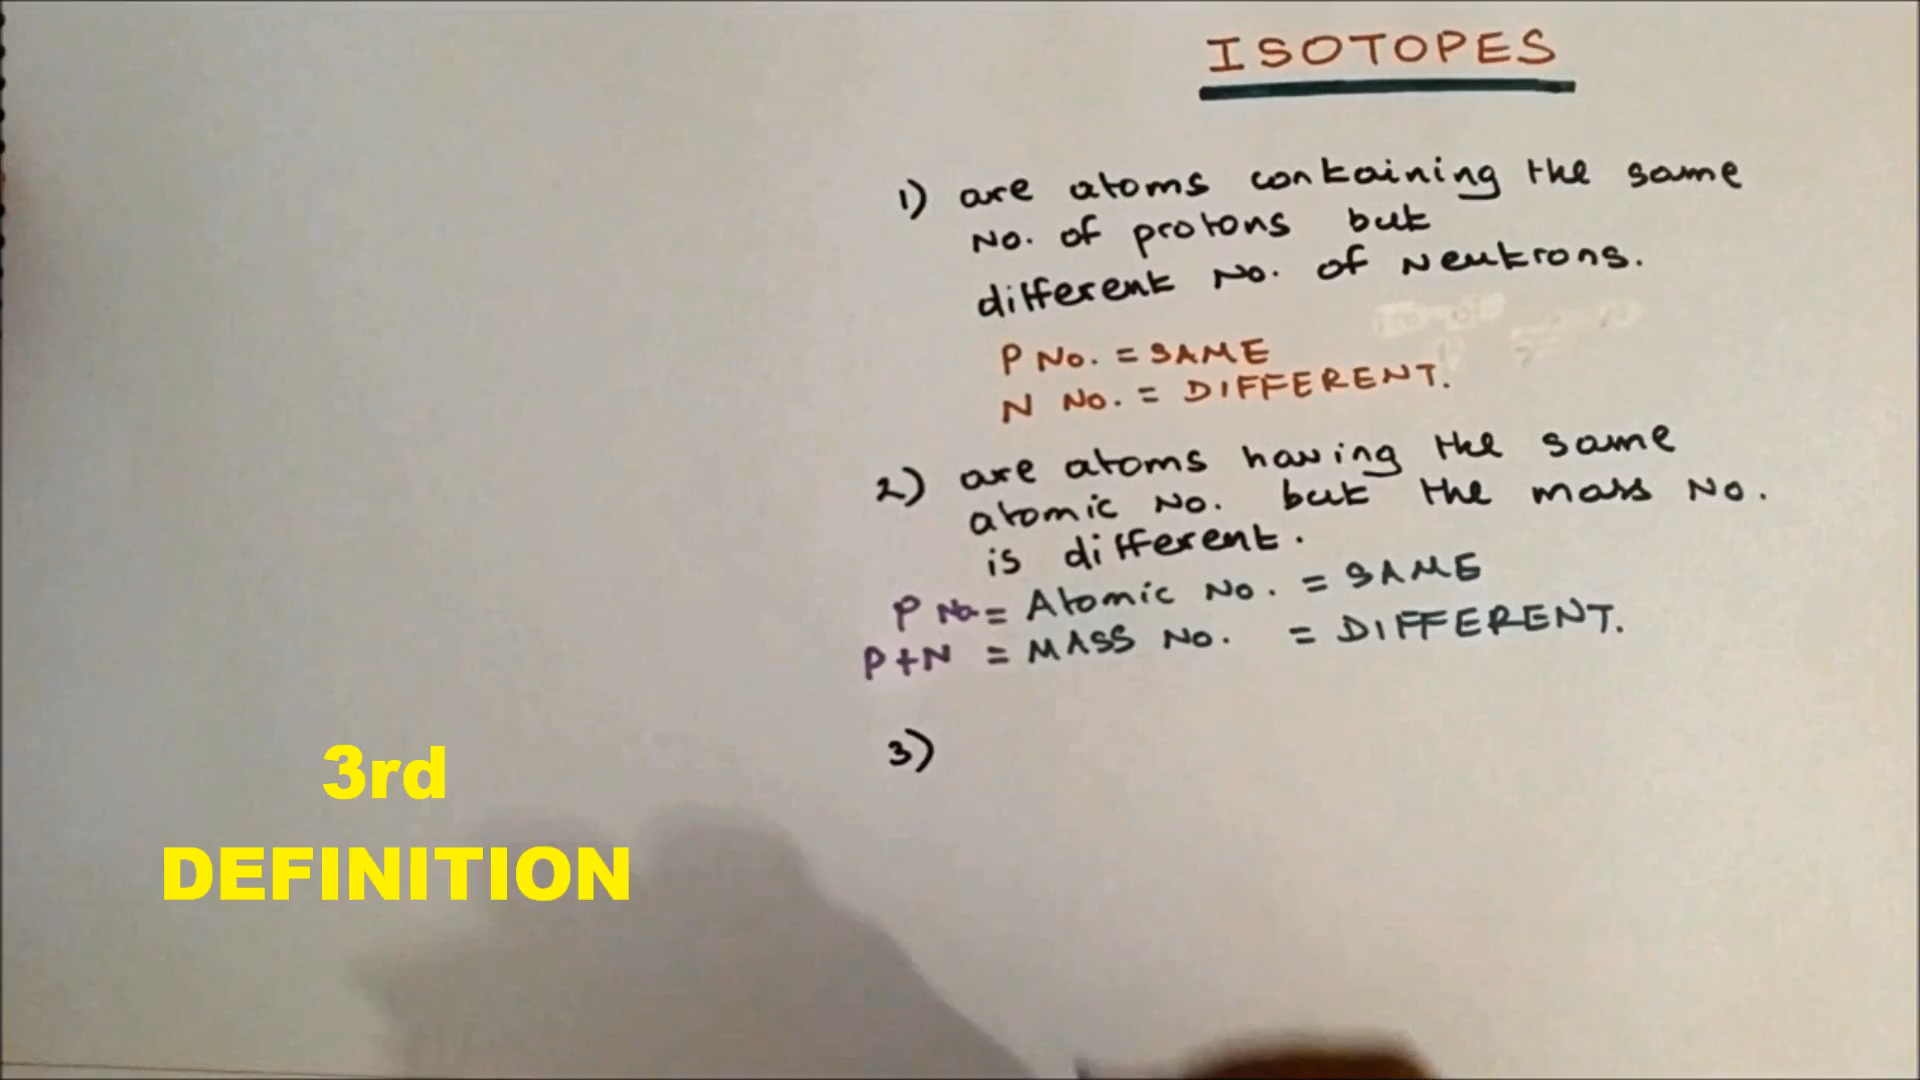 ISOTOPES
1) are atoms containing the same
No. of protons but
different No. of Neutrons.
P No. = SAME
N No. = DIFFERENT.
2) are atoms having the same
atomic No. but the mass No.
is different.
P No = Atomic No. = SAME
P+N = MASS No. = DIFFERENT.
3)
3rd
DEFINITION